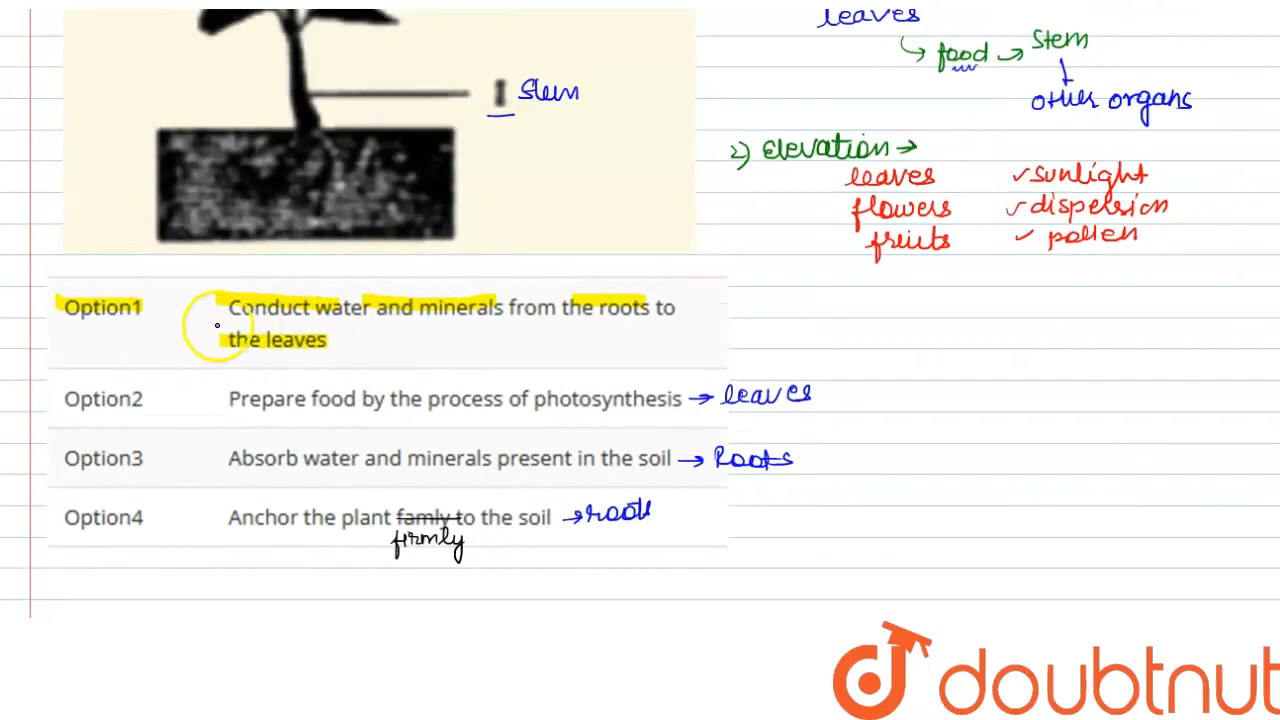 leaves
food → Stem
other organs
I Stem
2) Elevation →
leaves ✓ sunlight
flowers ✓ dispersion
friuts ✓ pollen
Option1 Conduct water and minerals from the roots to
the leaves
Option2 Prepare food by the process of photosynthesis → leaves
Option3 Absorb water and minerals present in the soil → Roots
Option4 Anchor the plant famly to the soil → roots
firmly
doubtnut